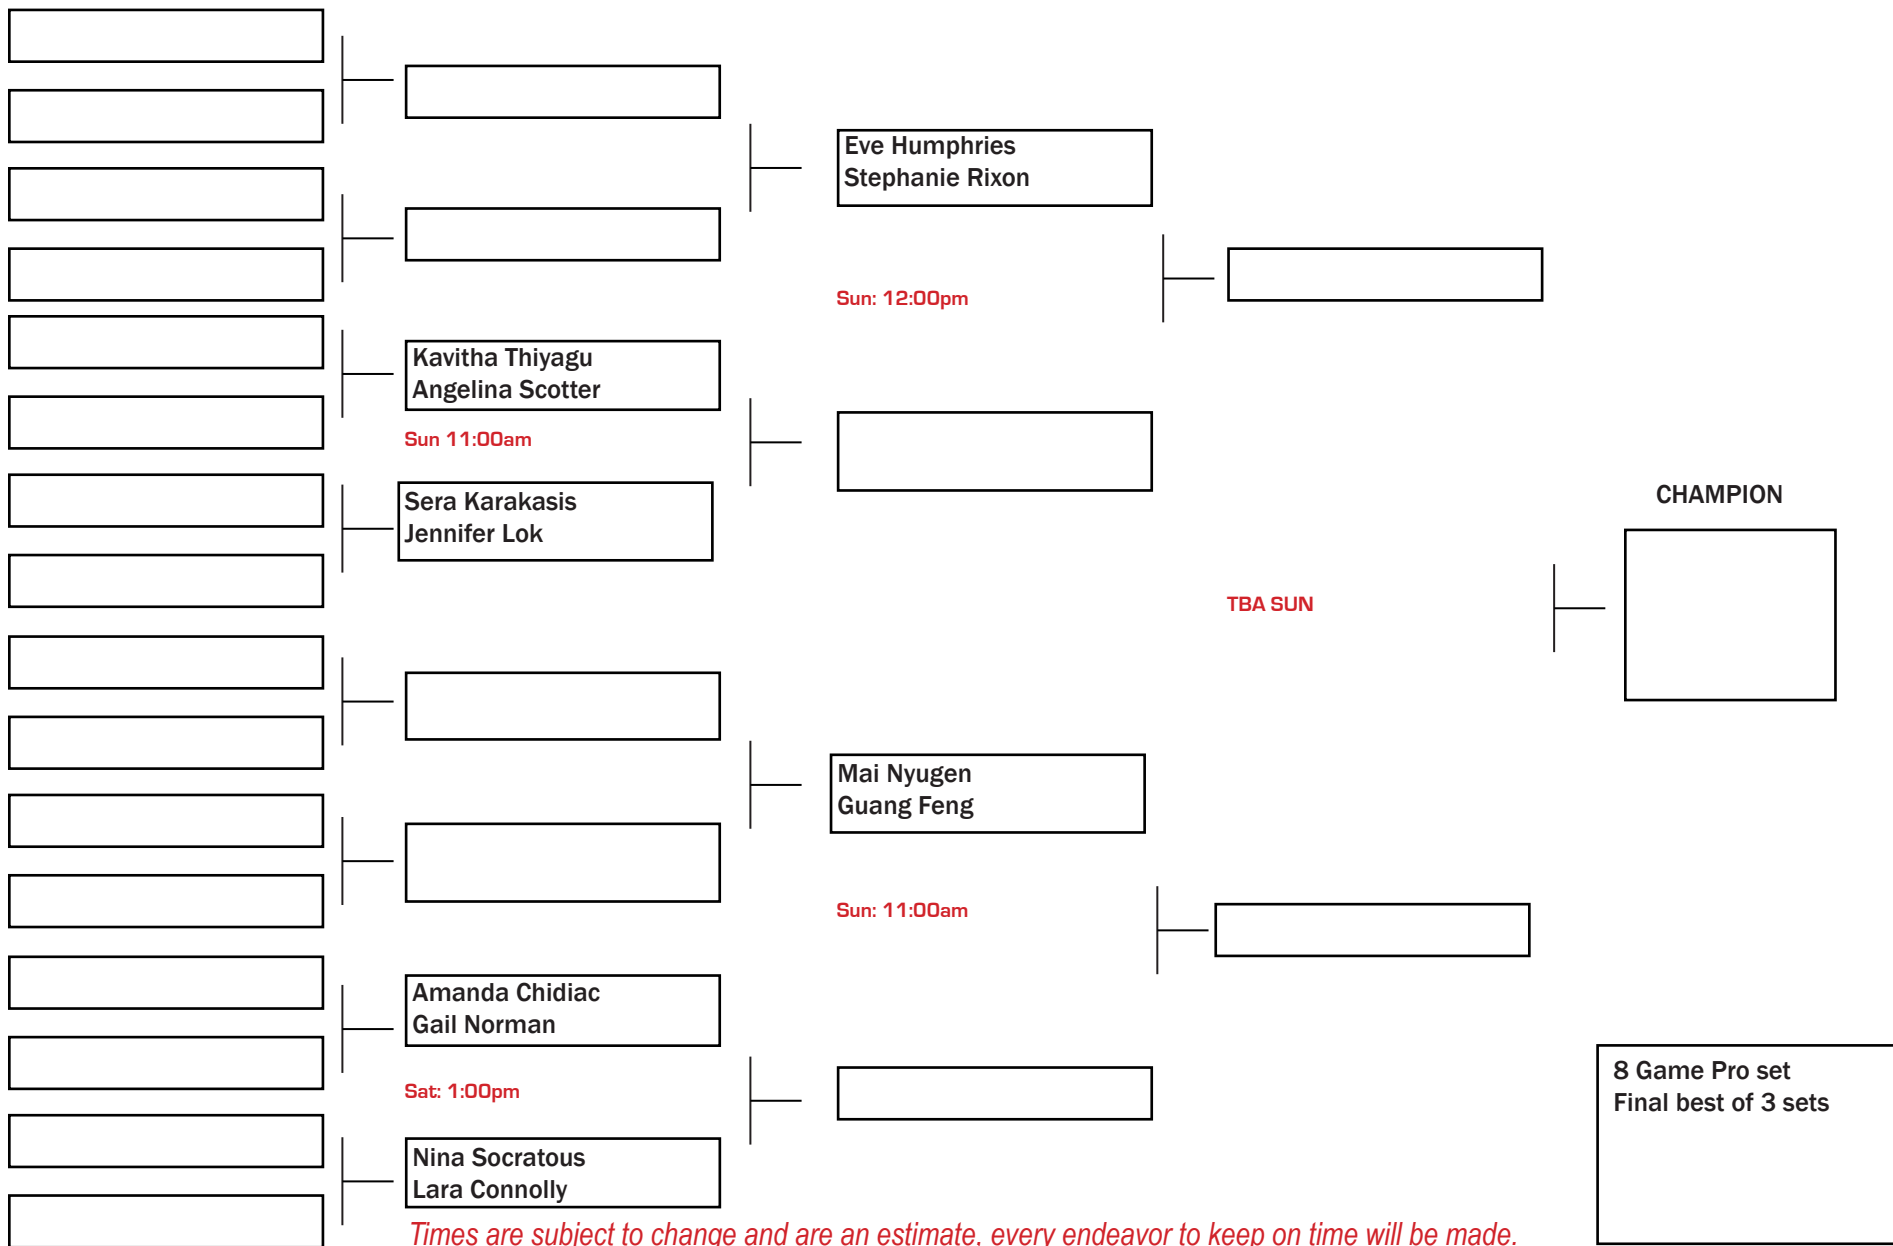 Eve Humphries
Stephanie Rixon
Sun: 12:00pm
Kavitha Thiyagu
Angelina Scotter
Sun 11:00am
Sera Karakasis
Jennifer Lok
CHAMPION
TBA SUN
Mai Nyugen
Guang Feng
Sun: 11:00am
Amanda Chidiac
Gail Norman
Sat: 1:00pm
Nina Socratous
Lara Connolly
8 Game Pro set
Final best of 3 sets
Times are subject to change and are an estimate, every endeavor to keep on time will be made.